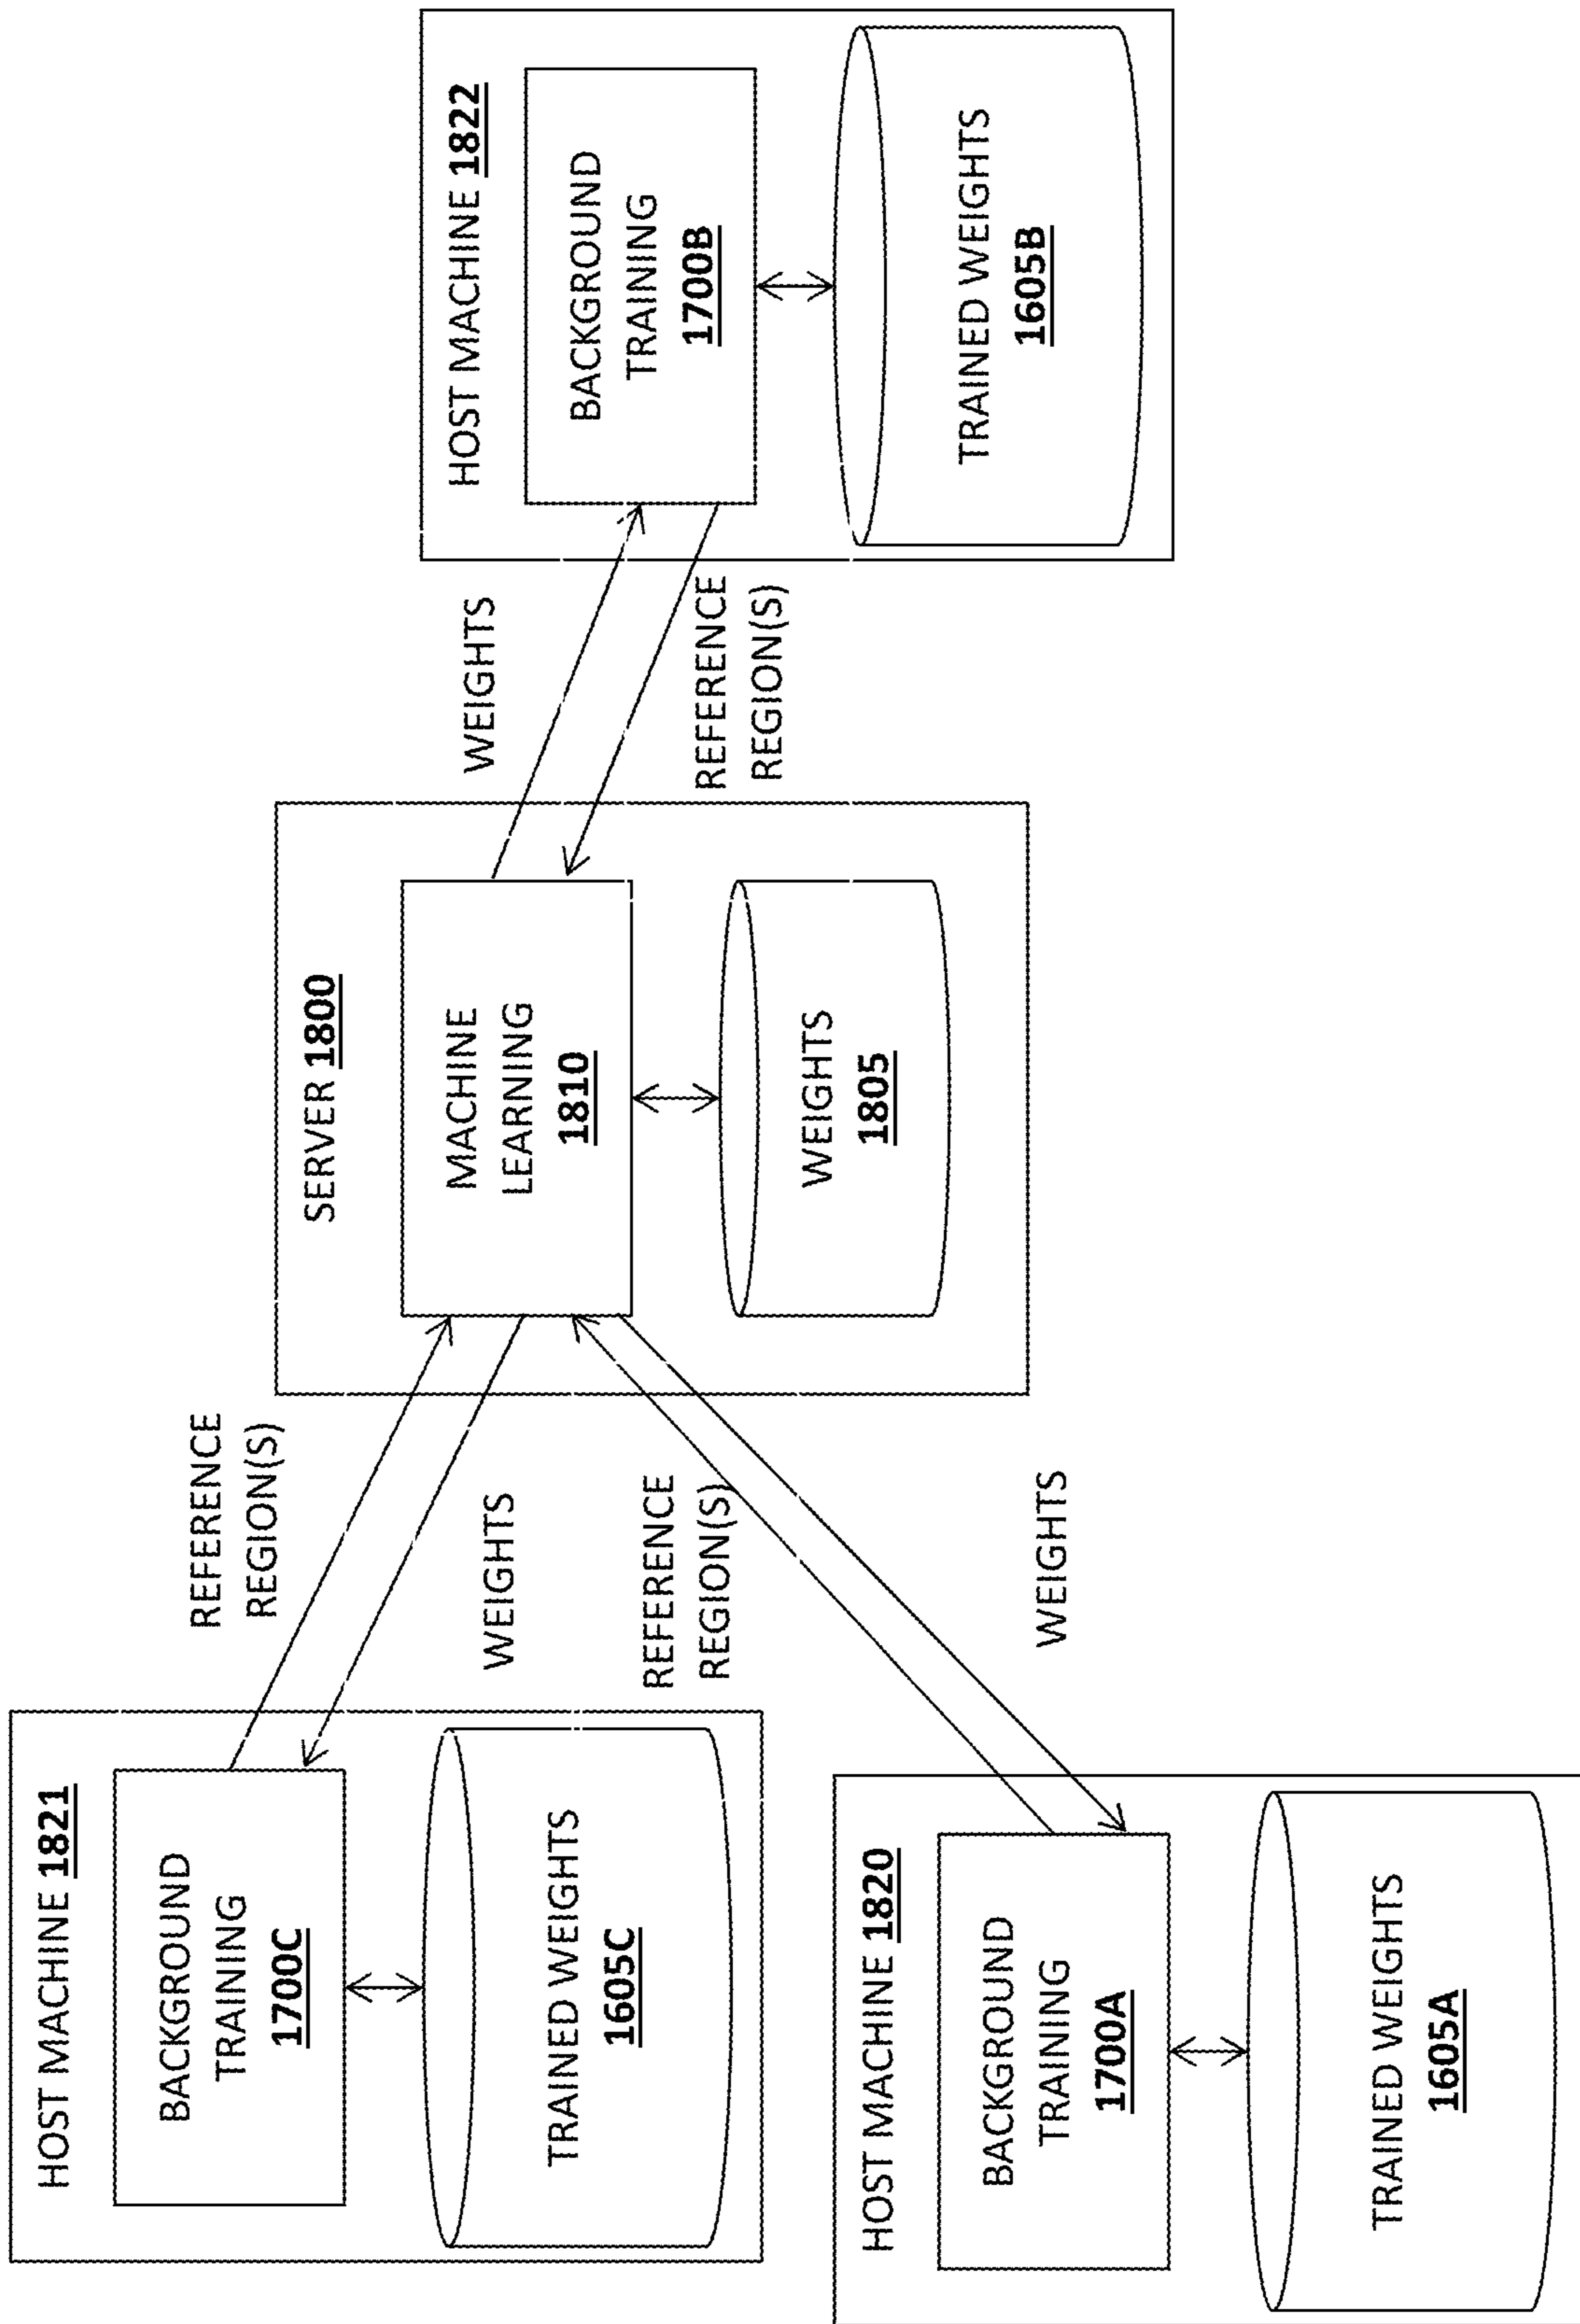 HOST MACHINE 1821
BACKGROUND
TRAINING
1700C
TRAINED WEIGHTS
1605C
REFERENCE
REGION(S)
WEIGHTS
HOST MACHINE 1820
BACKGROUND
TRAINING
1700A
TRAINED WEIGHTS
1605A
REFERENCE
REGION(S)
WEIGHTS
SERVER 1800
MACHINE
LEARNING
1810
WEIGHTS
1805
WEIGHTS
REFERENCE
REGION(S)
HOST MACHINE 1822
BACKGROUND
TRAINING
1700B
TRAINED WEIGHTS
1605B